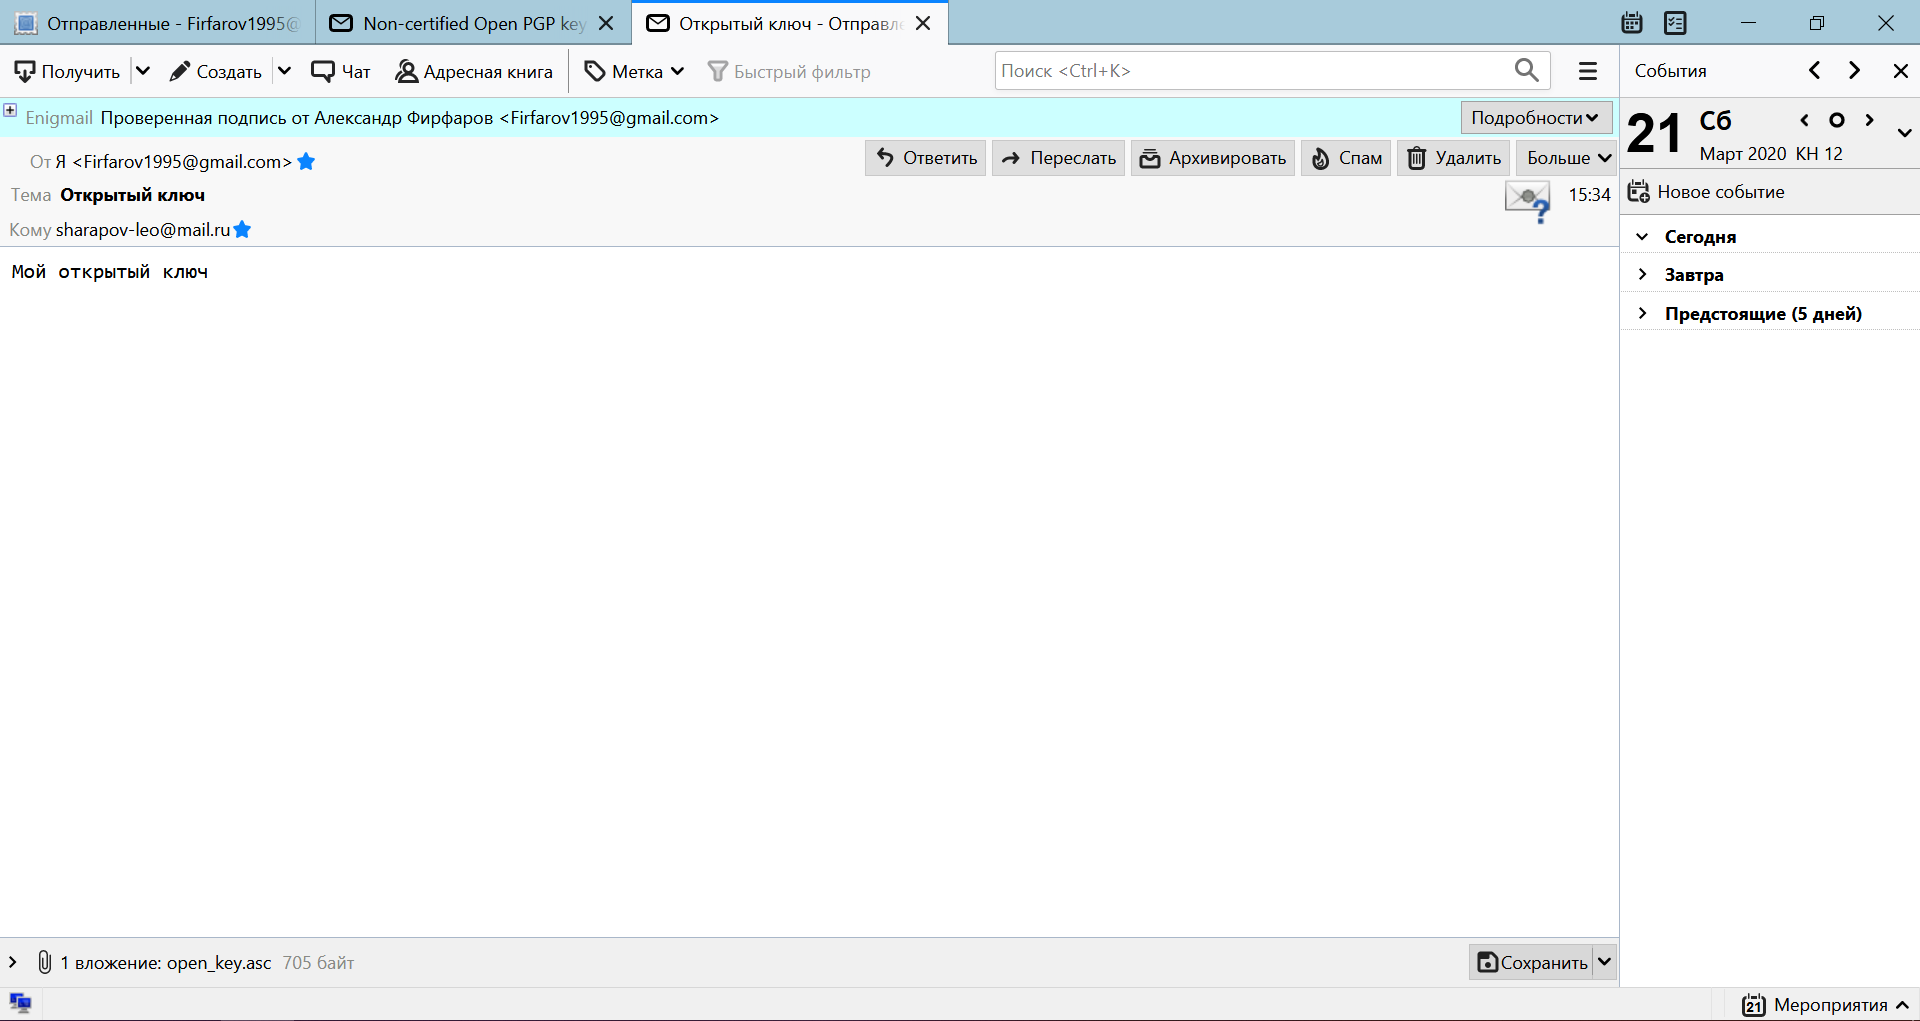 Отправленные - Firfarov1995@
Non-certified Open PGP key
Открытый ключ - Отправле
Получить
Создать
Чат
Адресная книга
Метка
Быстрый фильтр
Поиск <Ctrl+K>
События
Enigmail Проверенная подпись от Александр Фирфаров <Firfarov1995@gmail.com>
Подробности
21
Сб
Март 2020 КН 12
От Я <Firfarov1995@gmail.com>
Ответить
Переслать
Архивировать
Спам
Удалить
Больше
Тема Открытый ключ
15:34
Новое событие
Кому sharapov-leo@mail.ru
Сегодня
Завтра
Предстоящие (5 дней)
Мой открытый ключ
1 вложение: open_key.asc 705 байт
Сохранить
21 Мероприятия